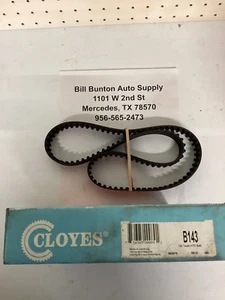 Bill Bunton Auto Supply
1101 W 2nd St
Mercedes, TX 78570
956-565-2473
CLOYES®
B143